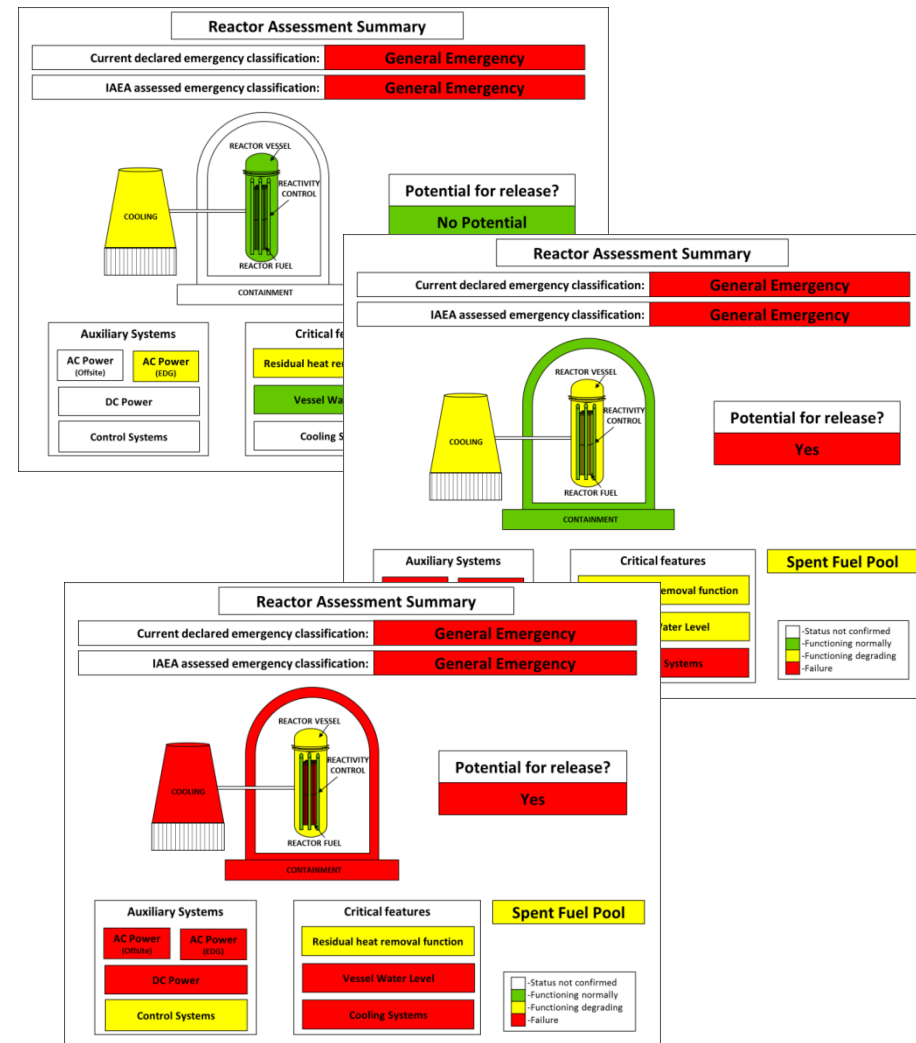 Reactor Assessment Summary
Current declared emergency classification: General Emergency
IAEA assessed emergency classification: General Emergency
REACTOR VESSEL
REACTIVITY
CONTROL
COOLING
REACTOR FUEL
CONTAINMENT
Potential for release?
No Potential
Auxiliary Systems
AC Power
(Offsite)
AC Power
(EDG)
DC Power
Control Systems
Critical
Residual heat
Vessel
Cooling
Reactor Assessment Summary
Current declared emergency classification: General Emergency
IAEA assessed emergency classification: General Emergency
REACTOR VESSEL
REACTIVITY
CONTROL
COOLING
REACTOR FUEL
CONTAINMENT
Potential for release?
Yes
Auxiliary Systems
Critical features
removal function
Level
Systems
Spent Fuel Pool
-Status not confirmed
-Functioning normally
-Functioning degrading
-Failure
Reactor Assessment Summary
Current declared emergency classification: General Emergency
IAEA assessed emergency classification: General Emergency
REACTOR VESSEL
REACTIVITY
CONTROL
COOLING
REACTOR FUEL
CONTAINMENT
Potential for release?
Yes
Auxiliary Systems
AC Power
(Offsite)
AC Power
(EDG)
DC Power
Control Systems
Critical features
Residual heat removal function
Vessel Water Level
Cooling Systems
Spent Fuel Pool
-Status not confirmed
-Functioning normally
-Functioning degrading
-Failure